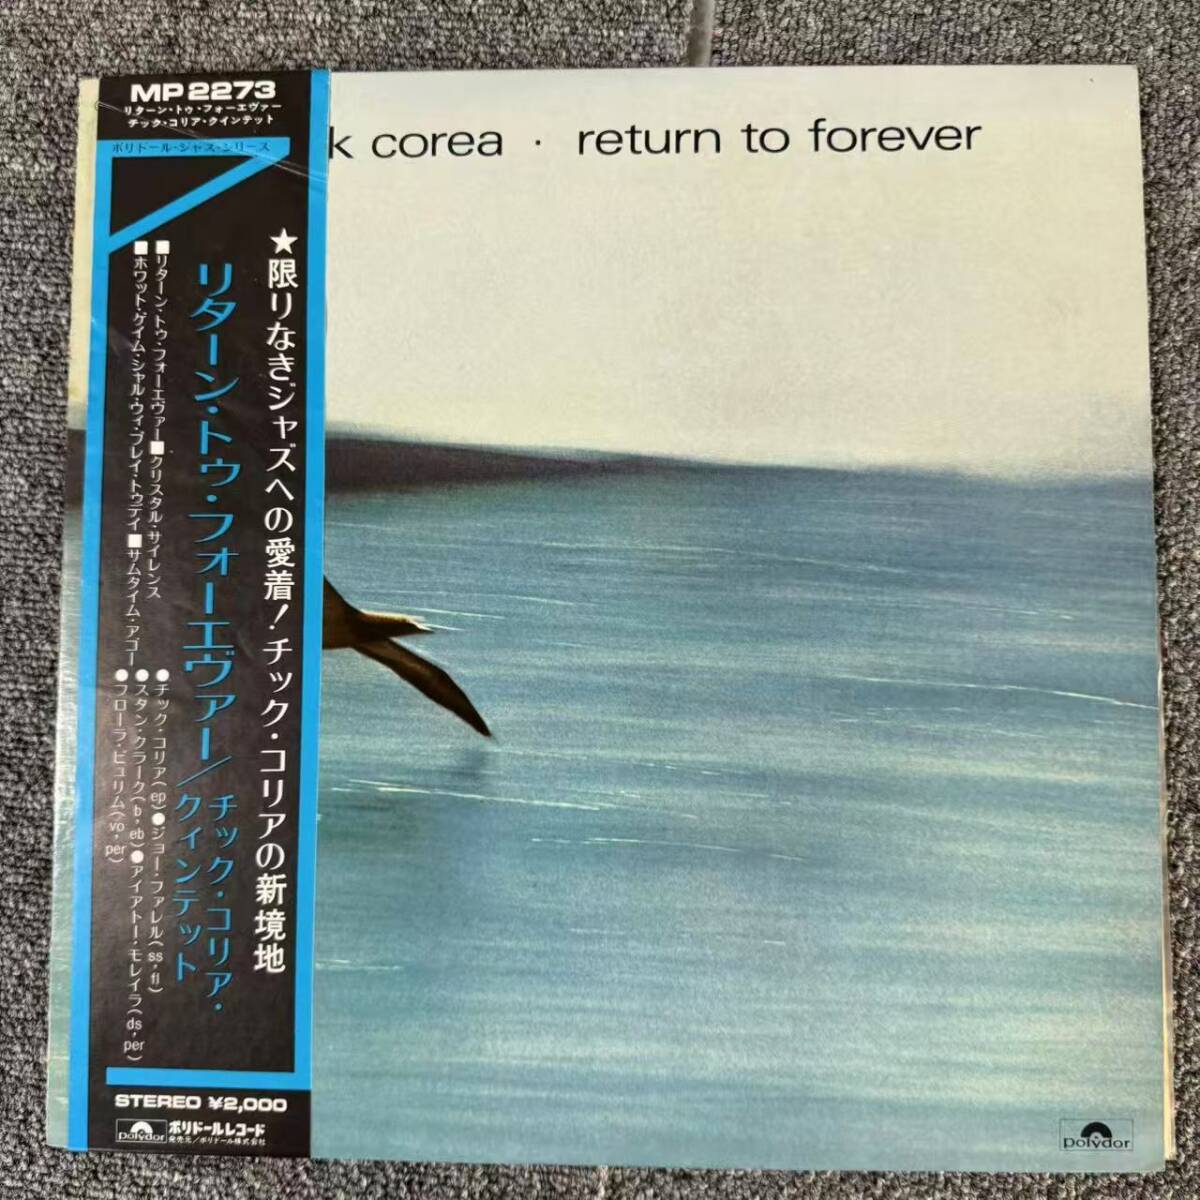 MP 2273
リターン・トゥ・フォーエヴァー
チック・コリア・クインテット
ポリドール・ジャズ・シリーズ
k corea · return to forever
★限りなきジャズへの愛着!チック・コリアの新境地
リターン・トゥ・フォーエヴァー/チック・コリア・クインテット
■リターン・トゥ・フォーエヴァー■クリスタル・サイレンス
■ホワット・ゲイム・シャル・ウィ・プレイ・トゥデイ■サムタイム・アゴー
●チック・コリア(ep)●ジョー・ファレル(ss,fl)
●スタン・クラーク(b,eb)●アイアトー・モレイラ(ds,per)
●フローラ・ピュリム(vo,per)
STEREO ¥2,000
polydor
ポリドールレコード
発売元/ポリドール株式会社
polydor